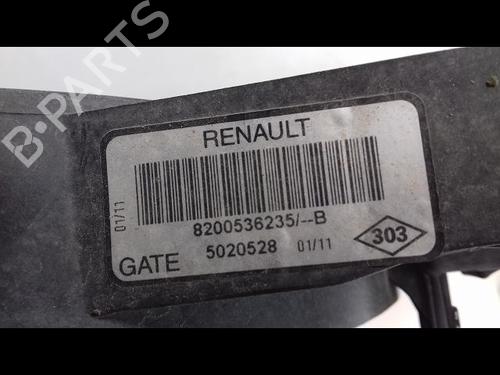 B-PARTS
RENAULT
01/11
8200536235/--B
GATE 5020528 01/11 303